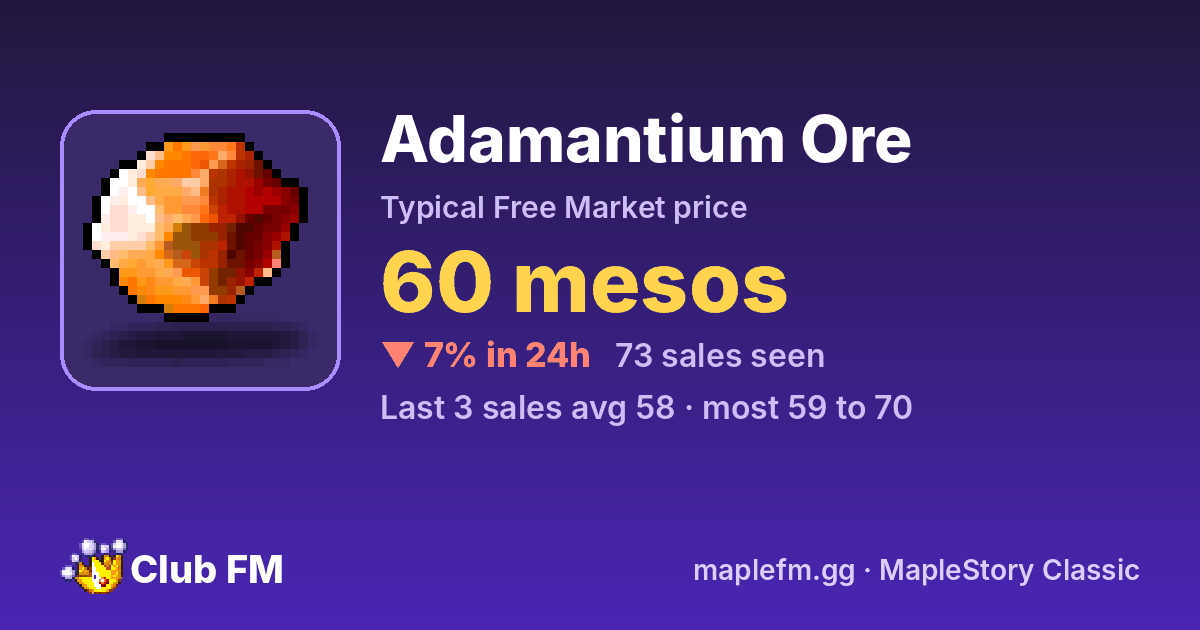 Adamantium Ore
Typical Free Market price
60 mesos
▼ 7% in 24h 73 sales seen
Last 3 sales avg 58 · most 59 to 70
Club FM
maplefm.gg · MapleStory Classic